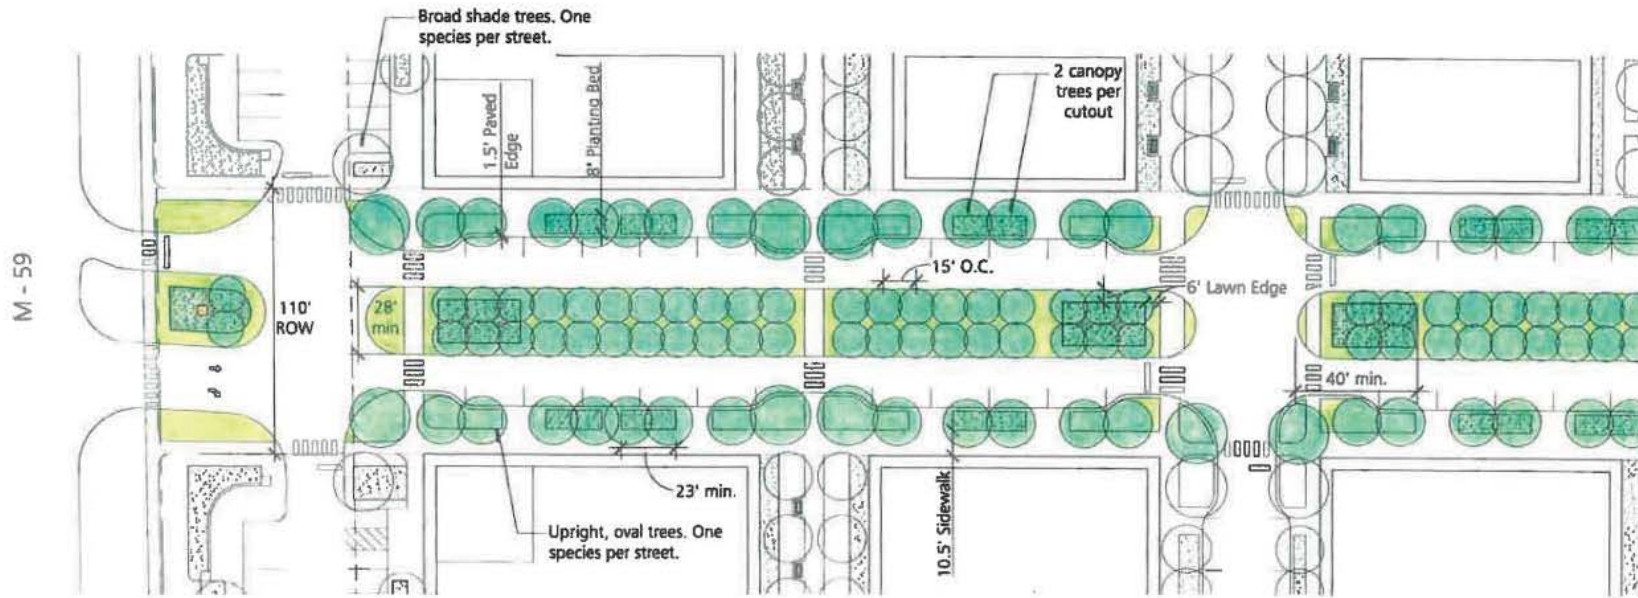 Broad shade trees. One
species per street.
1.5' Paved
Edge
8' Planting Bed
2 canopy
trees per
cutout
M - 59
15' O.C.
6' Lawn Edge
110'
ROW
28'
min
40' min.
23' min.
10.5' Sidewalk
Upright, oval trees. One
species per street.